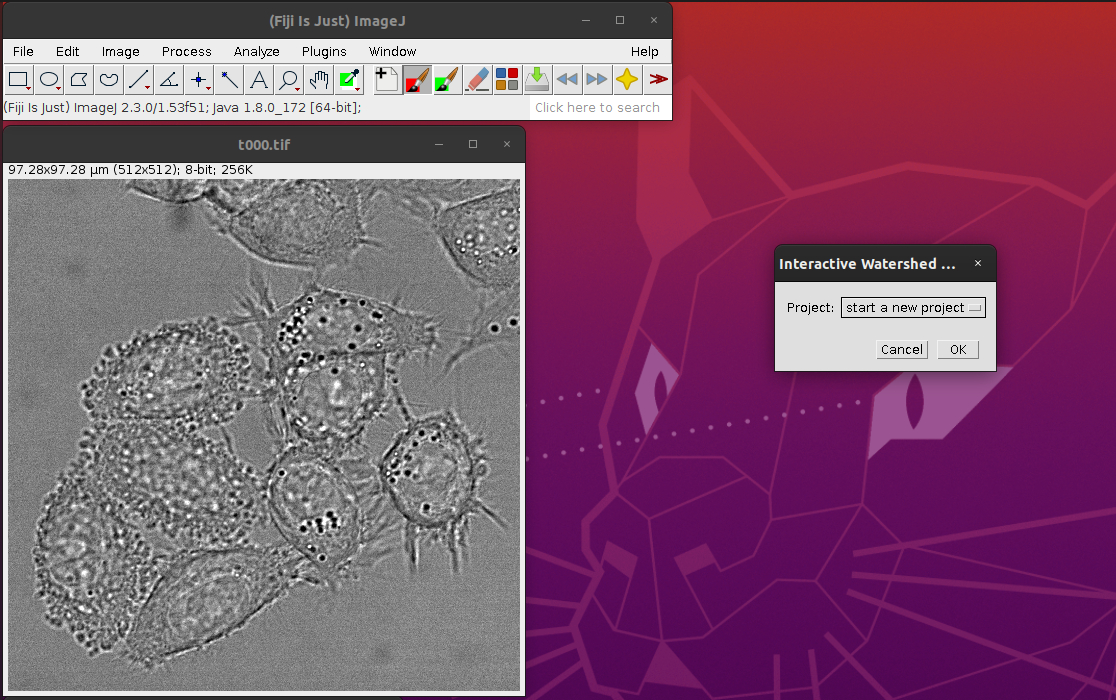 (Fiji Is Just) ImageJ
File Edit Image Process Analyze Plugins Window Help
(Fiji Is Just) ImageJ 2.3.0/1.53f51; Java 1.8.0_172 [64-bit]; Click here to search
t000.tif
97.28x97.28 µm (512x512); 8-bit; 256K
Interactive Watershed ...
Project: start a new project
Cancel OK